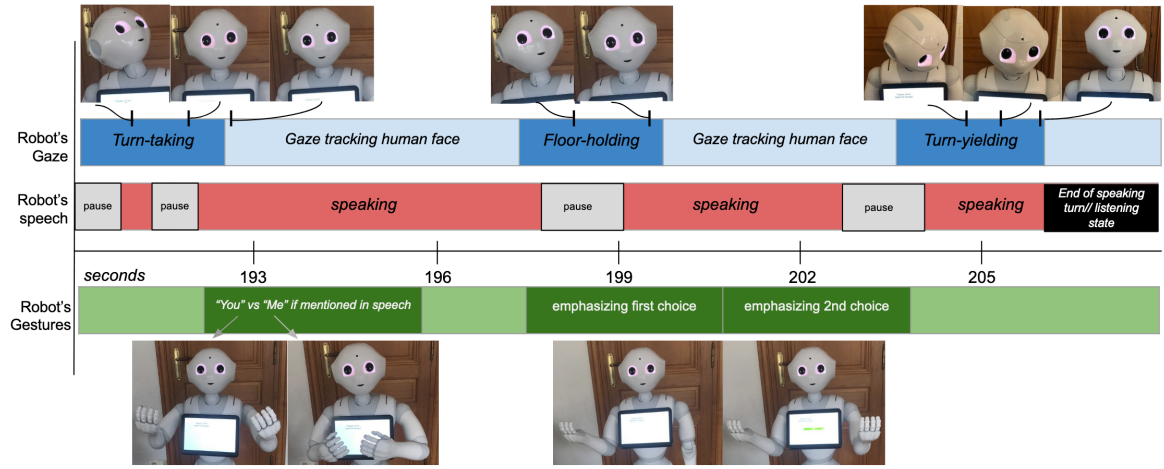 Robot's
Gaze
Turn-taking
Gaze tracking human face
Floor-holding
Gaze tracking human face
Turn-yielding
Robot's
speech
pause
pause
speaking
pause
speaking
pause
speaking
End of speaking
turn// listening
state
seconds
193
196
199
202
205
Robot's
Gestures
“You” vs “Me” if mentioned in speech
emphasizing first choice
emphasizing 2nd choice